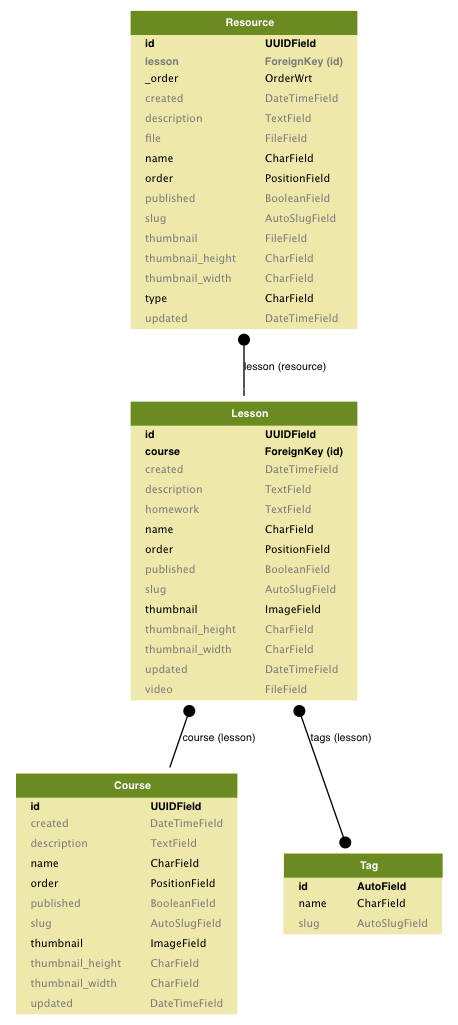 Resource
id UUIDField
lesson ForeignKey (id)
_order OrderWrt
created DateTimeField
description TextField
file FileField
name CharField
order PositionField
published BooleanField
slug AutoSlugField
thumbnail FileField
thumbnail_height CharField
thumbnail_width CharField
type CharField
updated DateTimeField
lesson (resource)
Lesson
id UUIDField
course ForeignKey (id)
created DateTimeField
description TextField
homework TextField
name CharField
order PositionField
published BooleanField
slug AutoSlugField
thumbnail ImageField
thumbnail_height CharField
thumbnail_width CharField
updated DateTimeField
video FileField
course (lesson)
tags (lesson)
Course
id UUIDField
created DateTimeField
description TextField
name CharField
order PositionField
published BooleanField
slug AutoSlugField
thumbnail ImageField
thumbnail_height CharField
thumbnail_width CharField
updated DateTimeField
Tag
id AutoField
name CharField
slug AutoSlugField